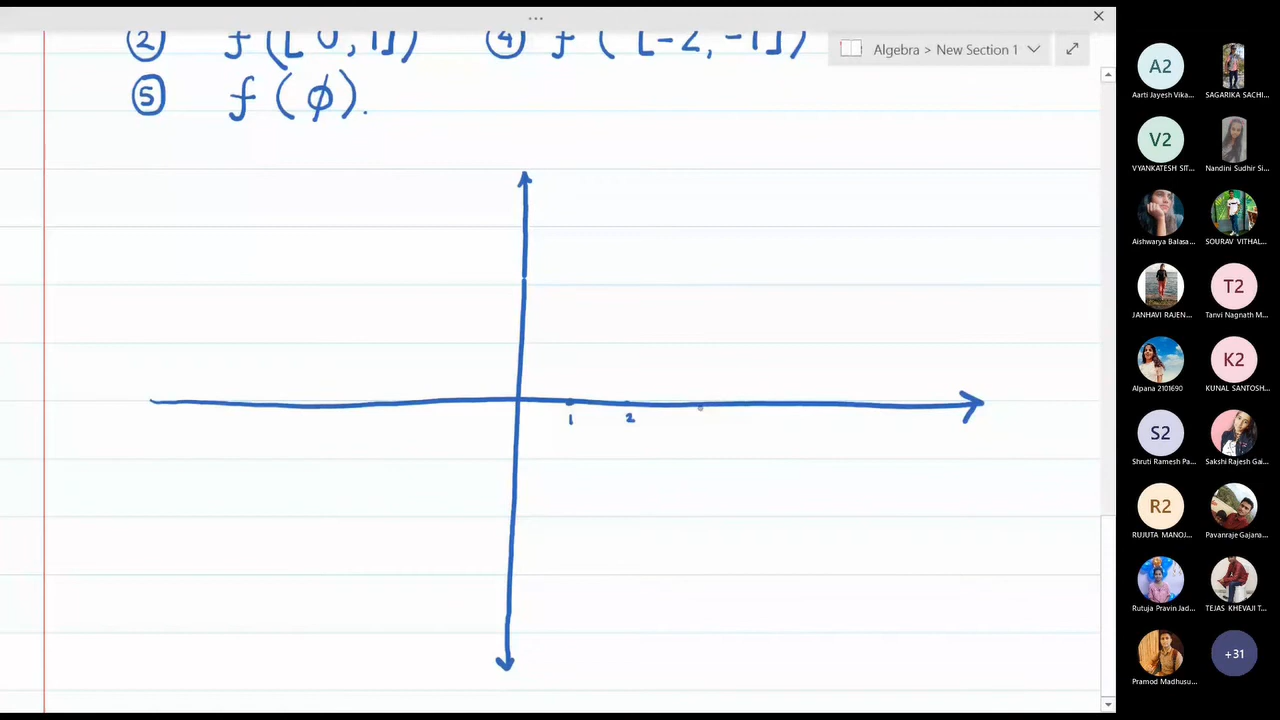 ...
② f([0,1]) ④ f([-2,-1])
Algebra > New Section 1
⑤ f(ϕ).
1 2
A2
Aarti Jayesh Vika...
SAGARIKA SACHI...
V2
VYANKATESH SIT...
Nandini Sudhir Si...
Aishwarya Balasa...
SOURAV VITHAL...
JANHAVI RAJEN...
T2
Tanvi Nagnath M...
Alpana 2101690
K2
KUNAL SANTOSH...
S2
Shruti Ramesh Pa...
Sakshi Rajesh Gai...
R2
RUJUTA MANOJ...
Pavanraje Gajana...
Rutuja Pravin Jad...
TEJAS KHEVAJI T...
Pramod Madhusu...
+31